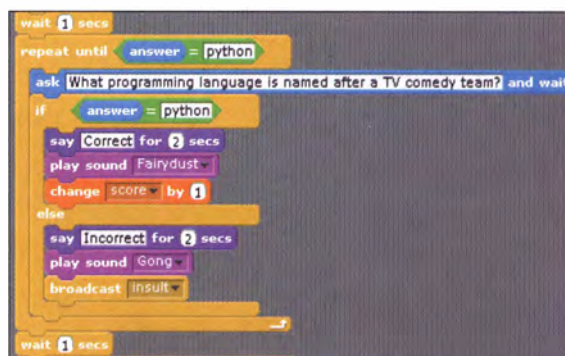 wait 1 secs
repeat until answer = python
ask What programming language is named after a TV comedy team? and wait
if answer = python
say Correct for 2 secs
play sound Fairydust
change score by 1
else
say Incorrect for 2 secs
play sound Gong
broadcast insult
wait 1 secs